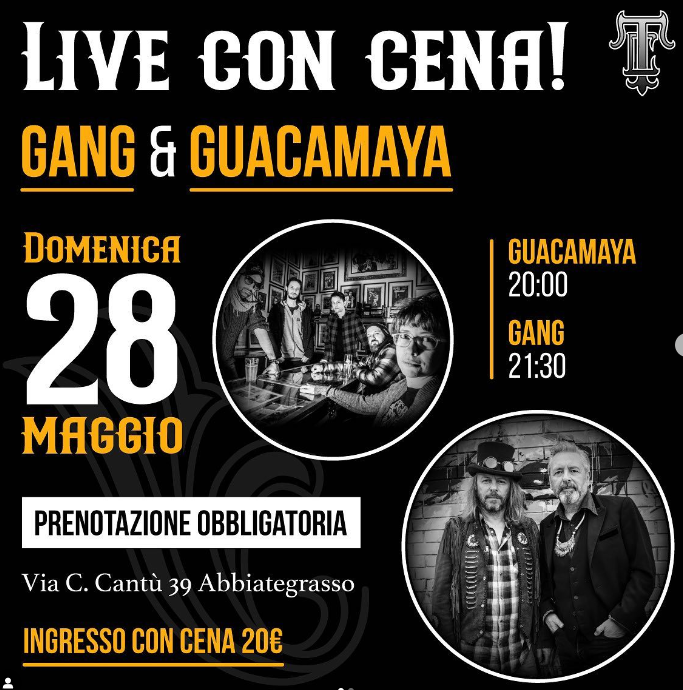 Live con cena!
GANG & GUACAMAYA
Domenica
28
Maggio
GUACAMAYA
20:00
GANG
21:30
PRENOTAZIONE OBBLIGATORIA
Via C. Cantù 39 Abbiategrasso
INGRESSO CON CENA 20€